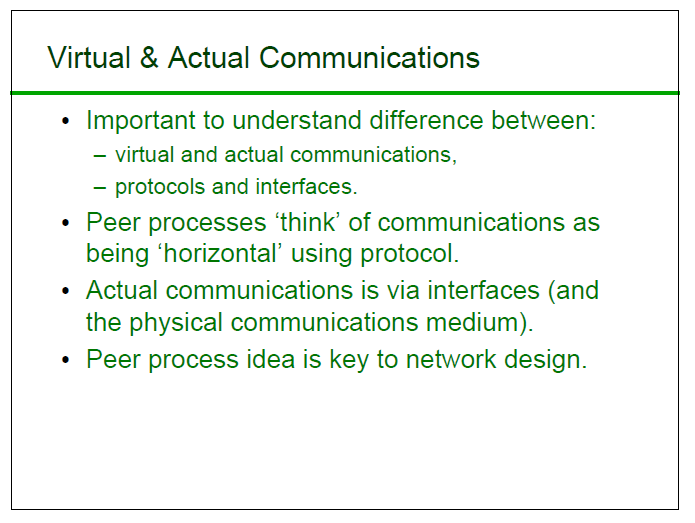 Virtual & Actual Communications
• Important to understand difference between:
– virtual and actual communications,
– protocols and interfaces.
• Peer processes ‘think’ of communications as
being ‘horizontal’ using protocol.
• Actual communications is via interfaces (and
the physical communications medium).
• Peer process idea is key to network design.